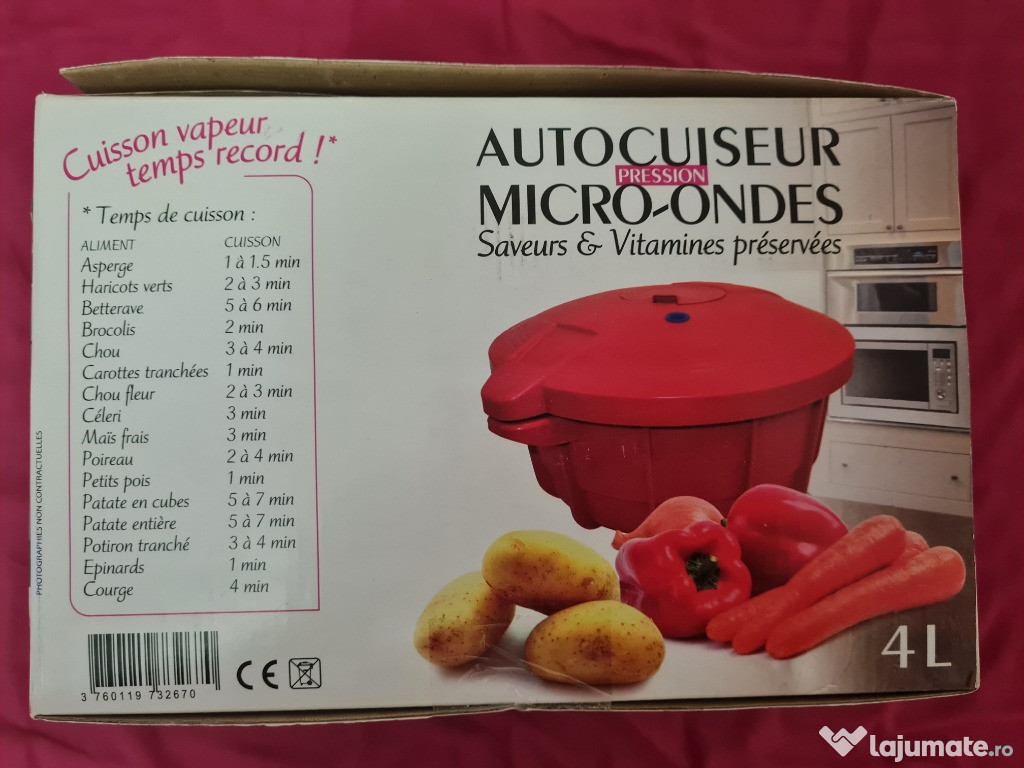 Cuisson vapeur
temps record !*
* Temps de cuisson :
ALIMENT CUISSON
Asperge 1 à 1.5 min
Haricots verts 2 à 3 min
Betterave 5 à 6 min
Brocolis 2 min
Chou 3 à 4 min
Carottes tranchées 1 min
Chou fleur 2 à 3 min
Céleri 3 min
Maïs frais 3 min
Poireau 2 à 4 min
Petits pois 1 min
Patate en cubes 5 à 7 min
Patate entière 5 à 7 min
Potiron tranché 3 à 4 min
Epinards 1 min
Courge 4 min
PHOTOGRAPHIES NON CONTRACTUELLES
3 760119 732670
CE
AUTOCUISEUR
PRESSION
MICRO-ONDES
Saveurs & Vitamines préservées
4 L
lajumate.ro